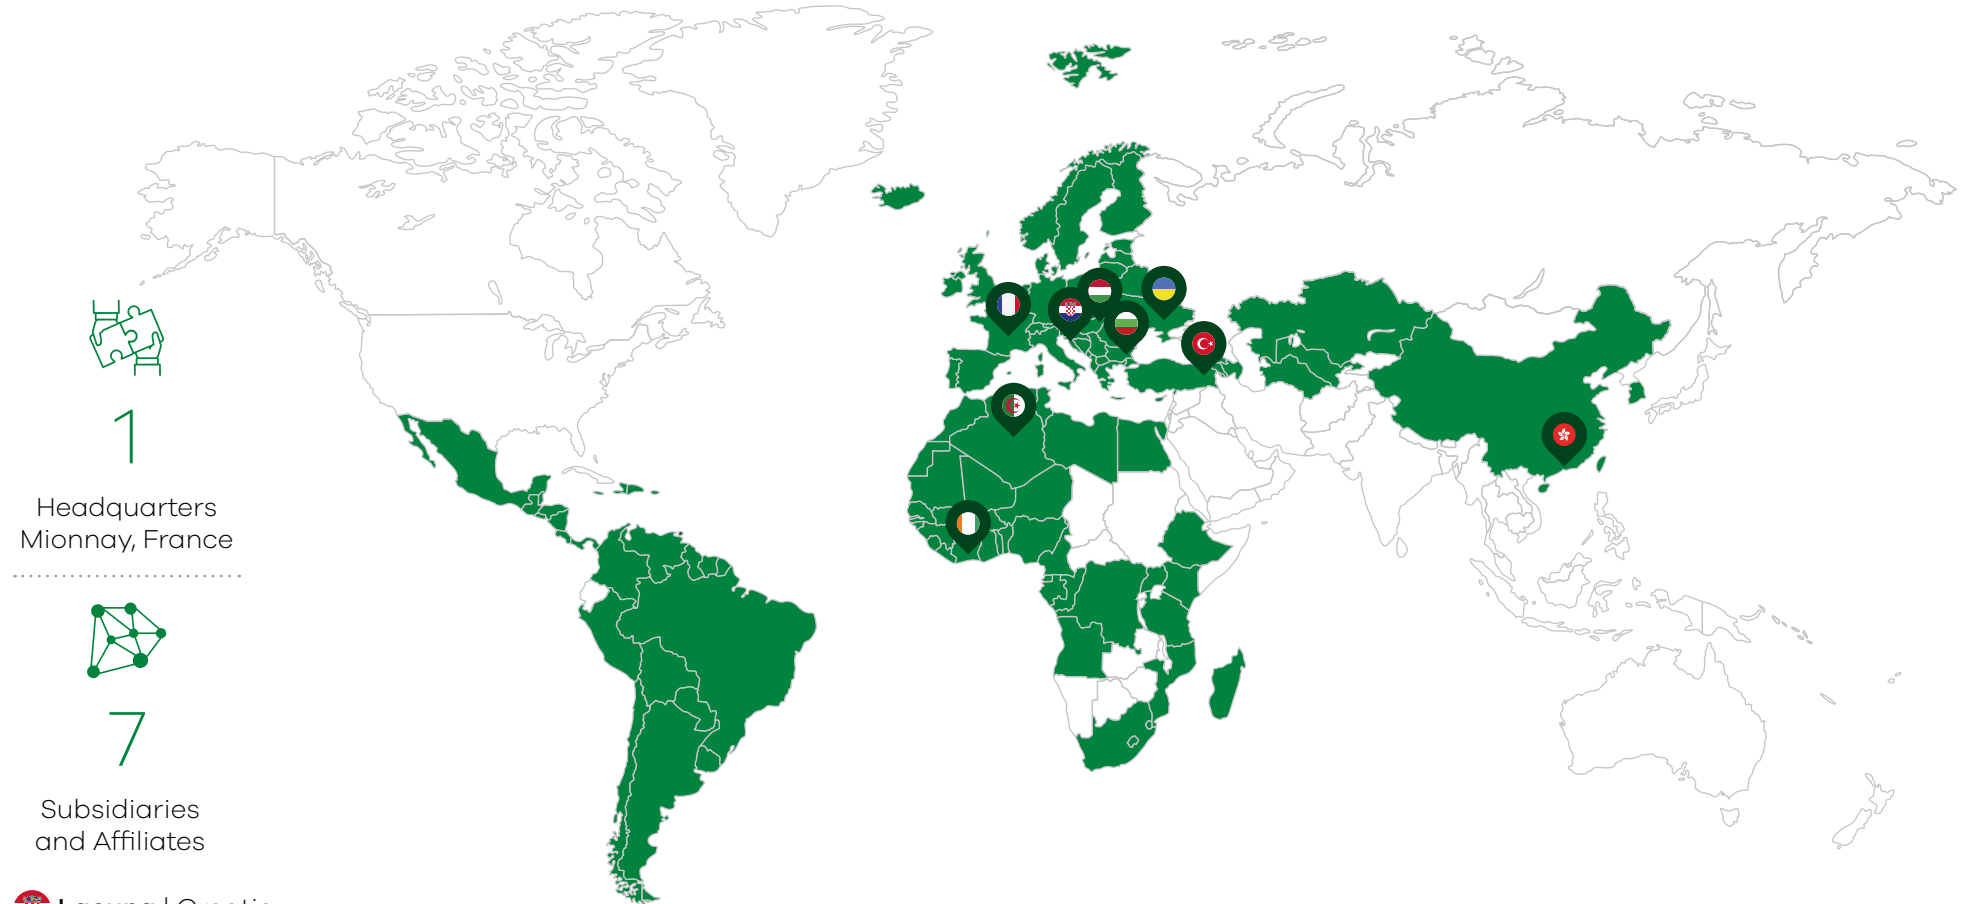 1
Headquarters
Mionnay, France
7
Subsidiaries
and Affiliates